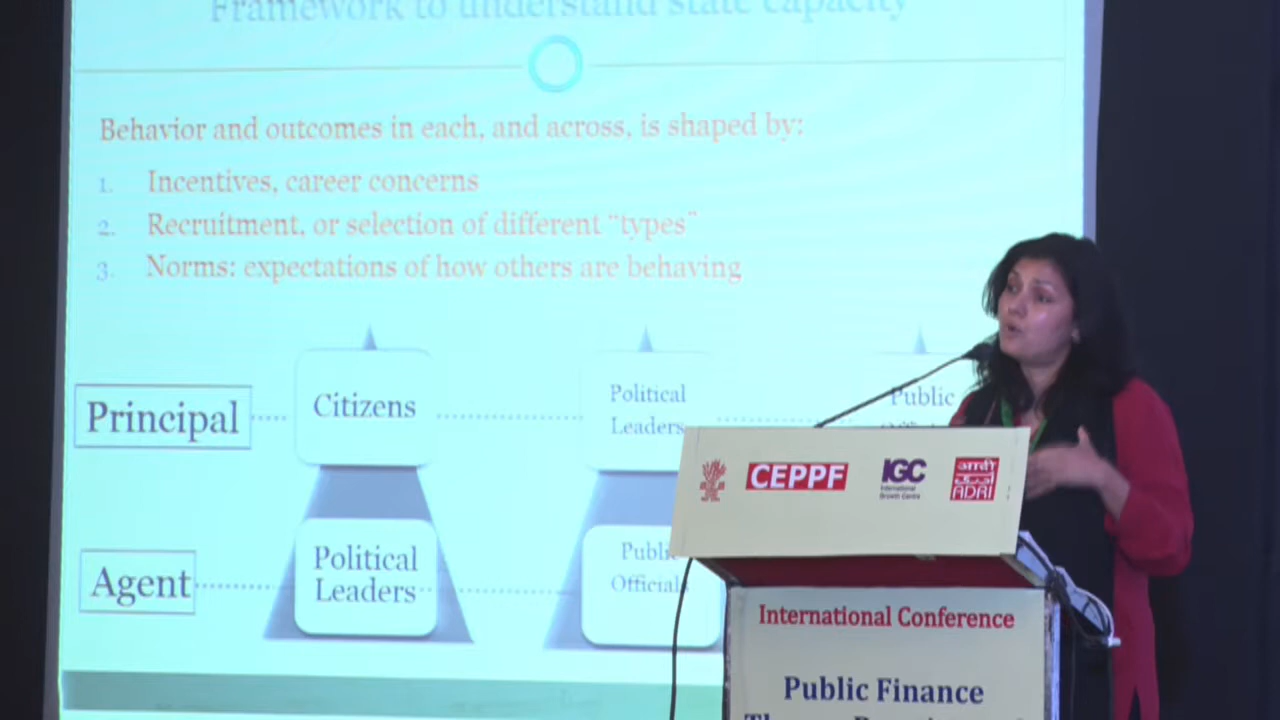 Framework to understand state capacity
Behavior and outcomes in each, and across, is shaped by:
1. Incentives, career concerns
2. Recruitment, or selection of different “types”
3. Norms: expectations of how others are behaving
Principal
Citizens
Political
Leaders
Public
Agent
Political
Leaders
Public
Officials
CEPPF
IGC
International
Growth Centre
आद्री
ADRI
International Conference
Public Finance